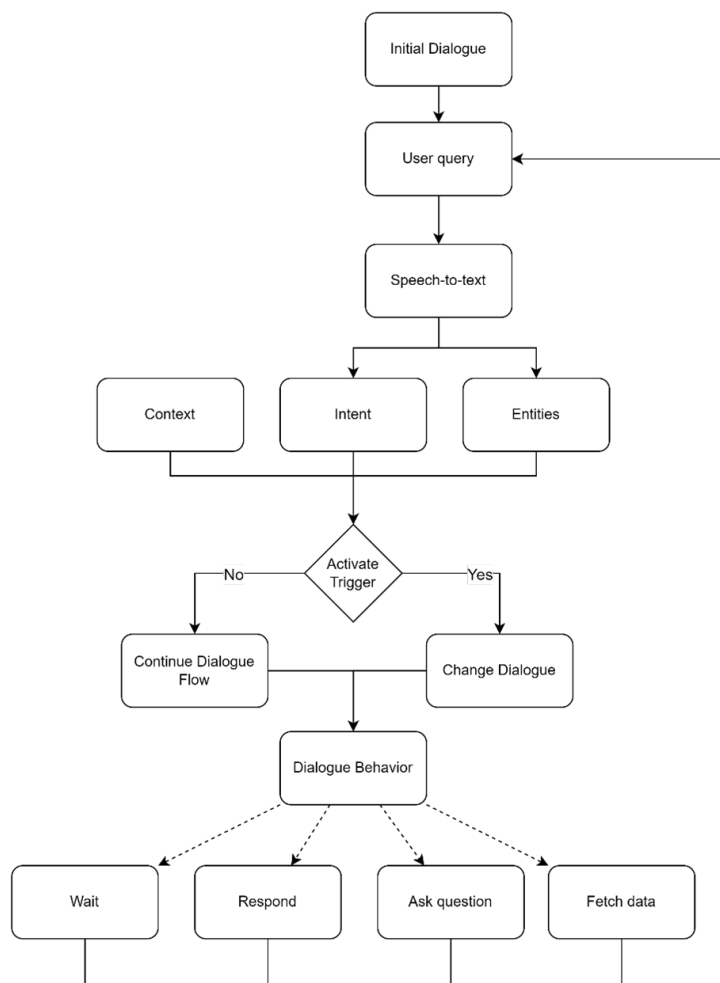 Initial Dialogue
User query
Speech-to-text
Context
Intent
Entities
Activate
Trigger
No
Yes
Continue Dialogue
Flow
Change Dialogue
Dialogue Behavior
Wait
Respond
Ask question
Fetch data